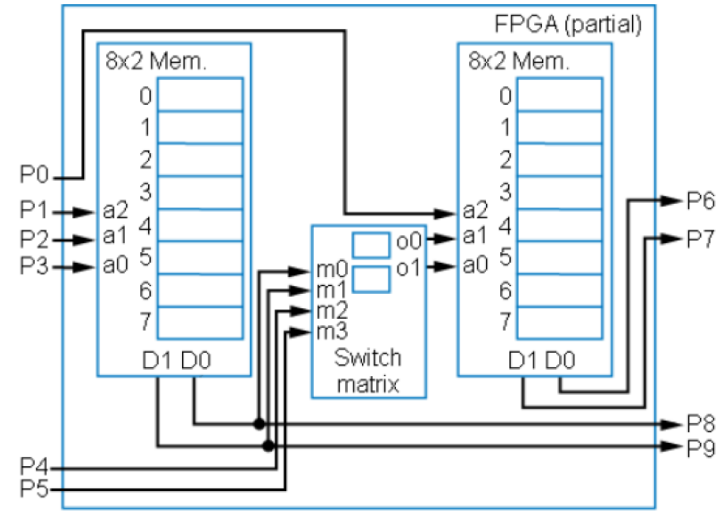 FPGA (partial)
8x2 Mem.
8x2 Mem.
0
1
2
3
4
5
6
7
0
1
2
3
4
5
6
7
P0
P1
P2
P3
a2
a1
a0
a2
a1
a0
m0
m1
m2
m3
o0
o1
Switch
matrix
D1 D0
D1 D0
P4
P5
P6
P7
P8
P9